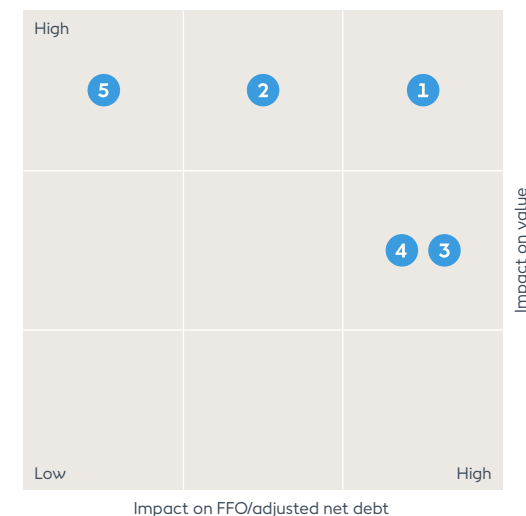 High
5
2
1
4
3
Impact on value
Low
High
Impact on FFO/adjusted net debt